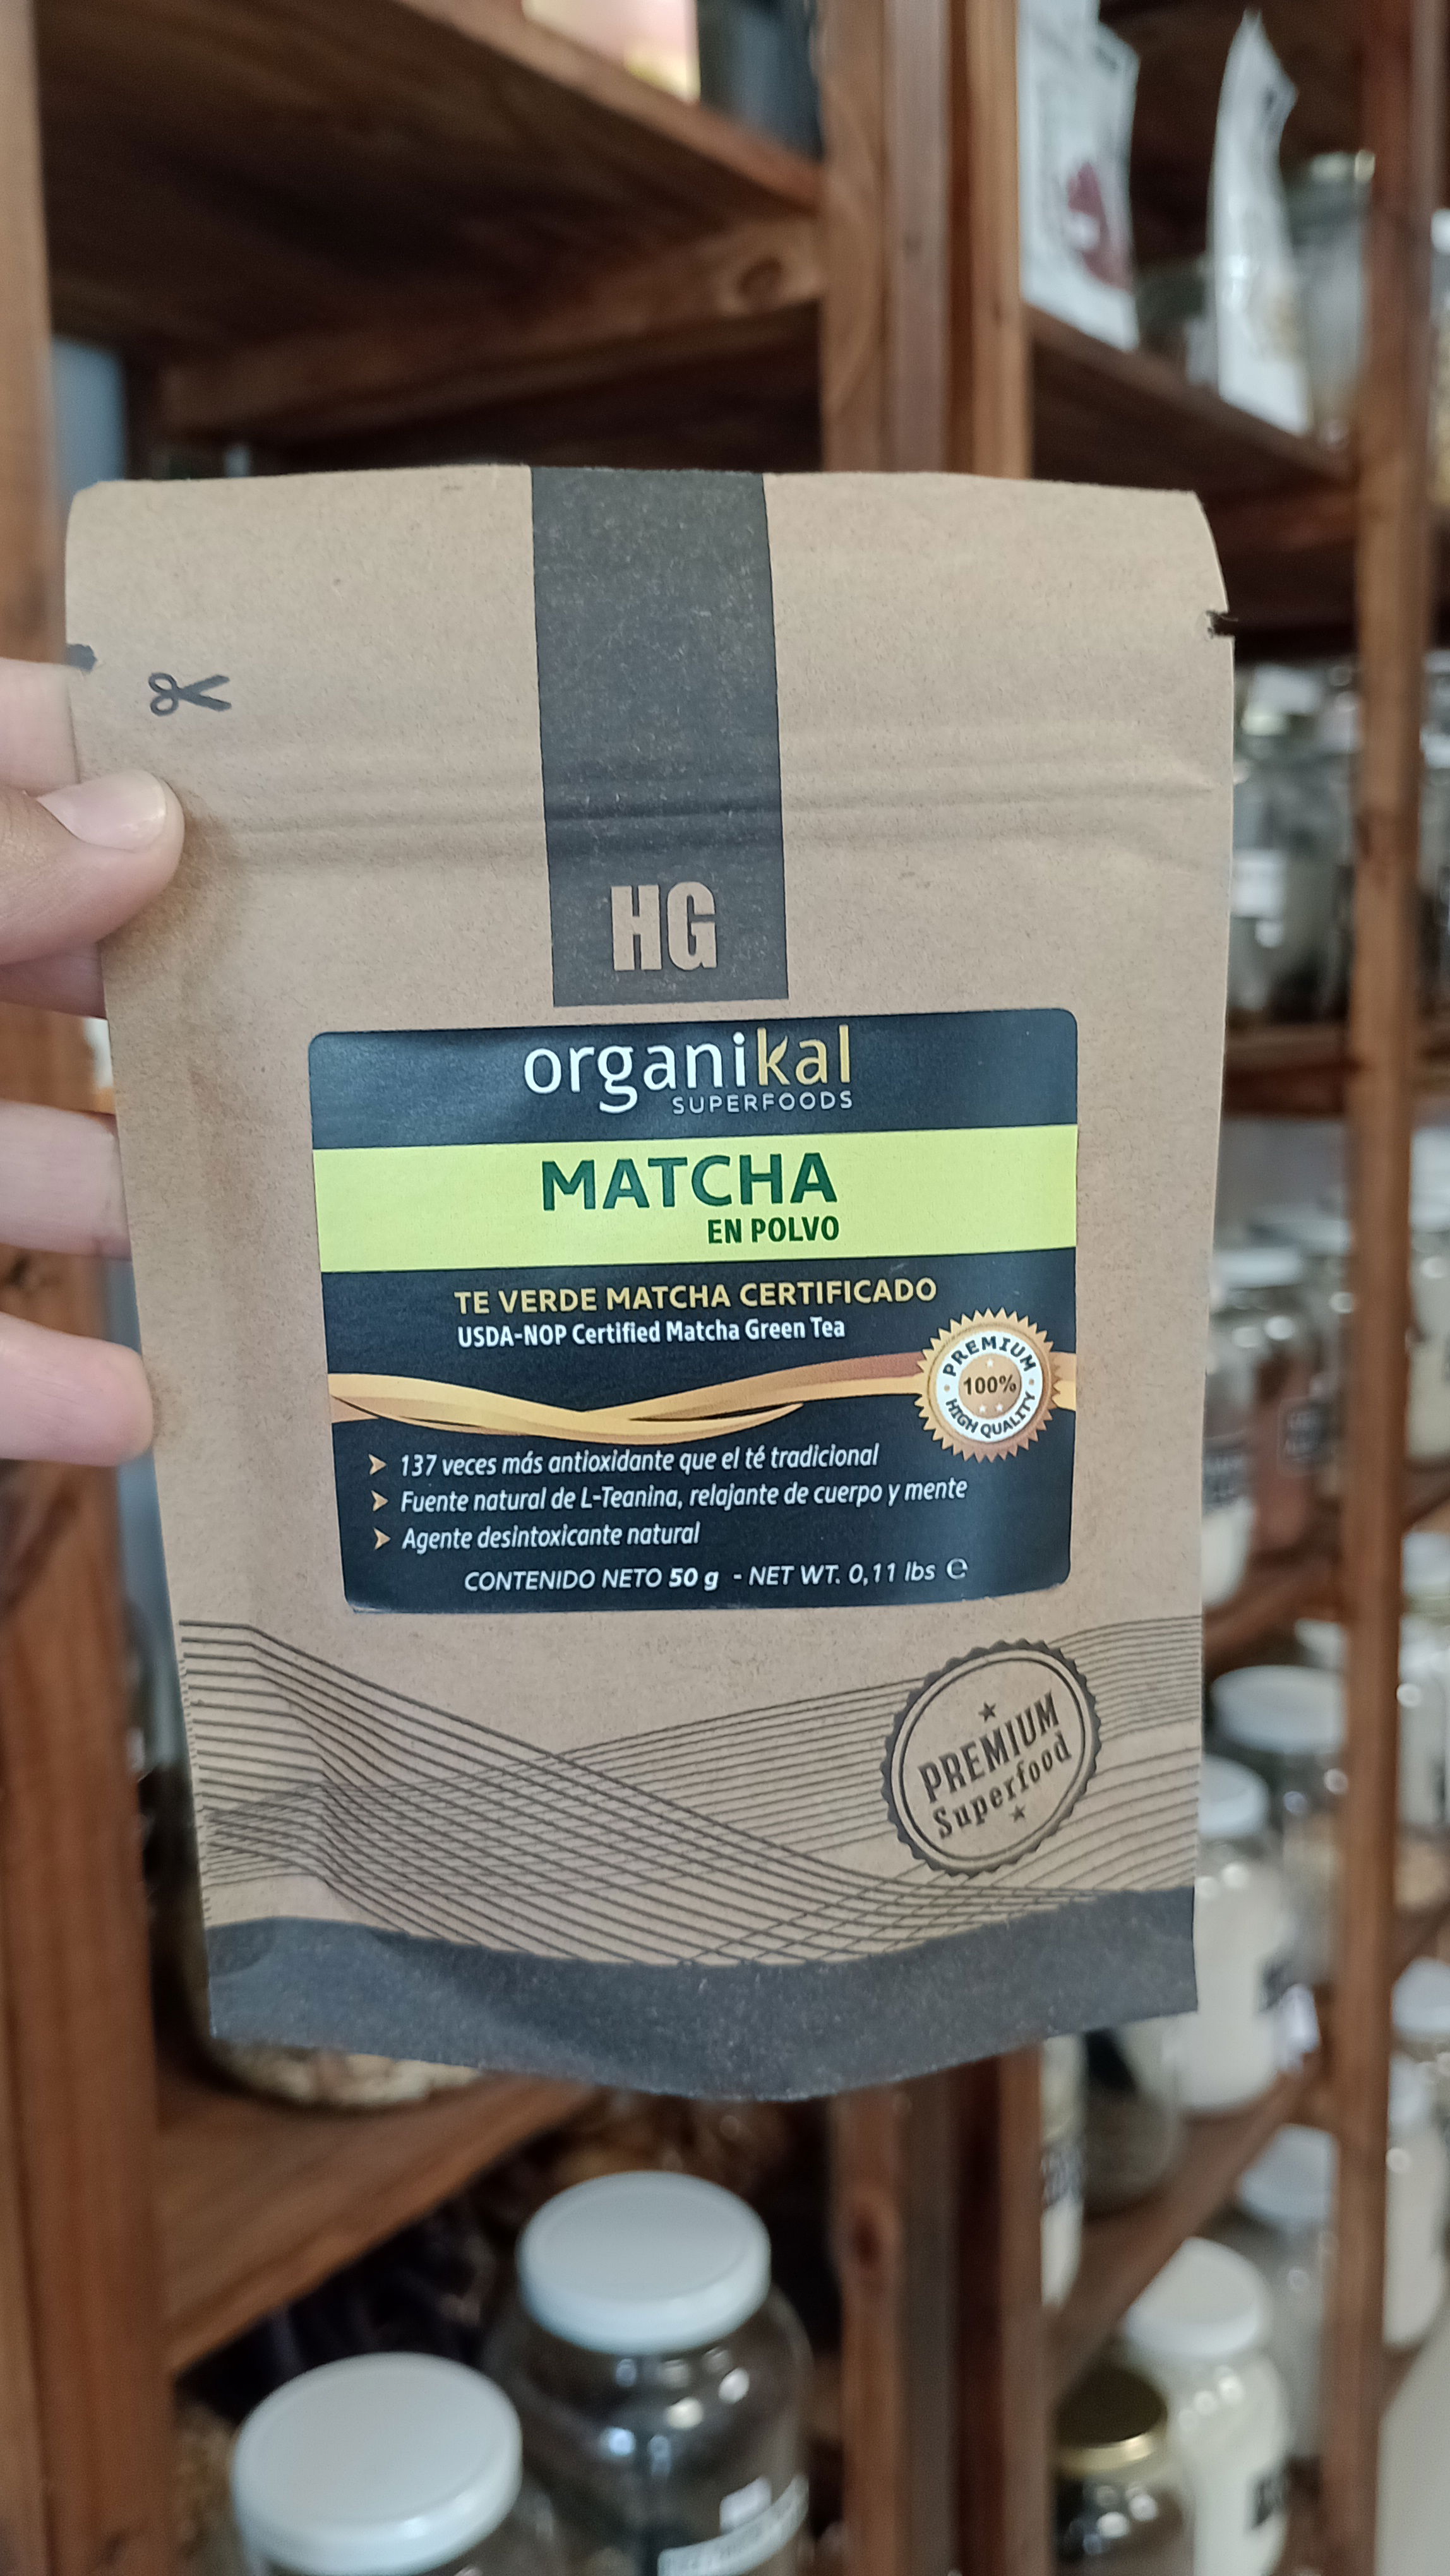 HG
organikal
SUPERFOODS
MATCHA
EN POLVO
TE VERDE MATCHA CERTIFICADO
USDA-NOP Certified Matcha Green Tea
PREMIUM
100%
HIGH QUALITY
137 veces más antioxidante que el té tradicional
Fuente natural de L-Teanina, relajante de cuerpo y mente
Agente desintoxicante natural
CONTENIDO NETO 50 g - NET WT. 0,11 lbs ℮
PREMIUM
Superfood